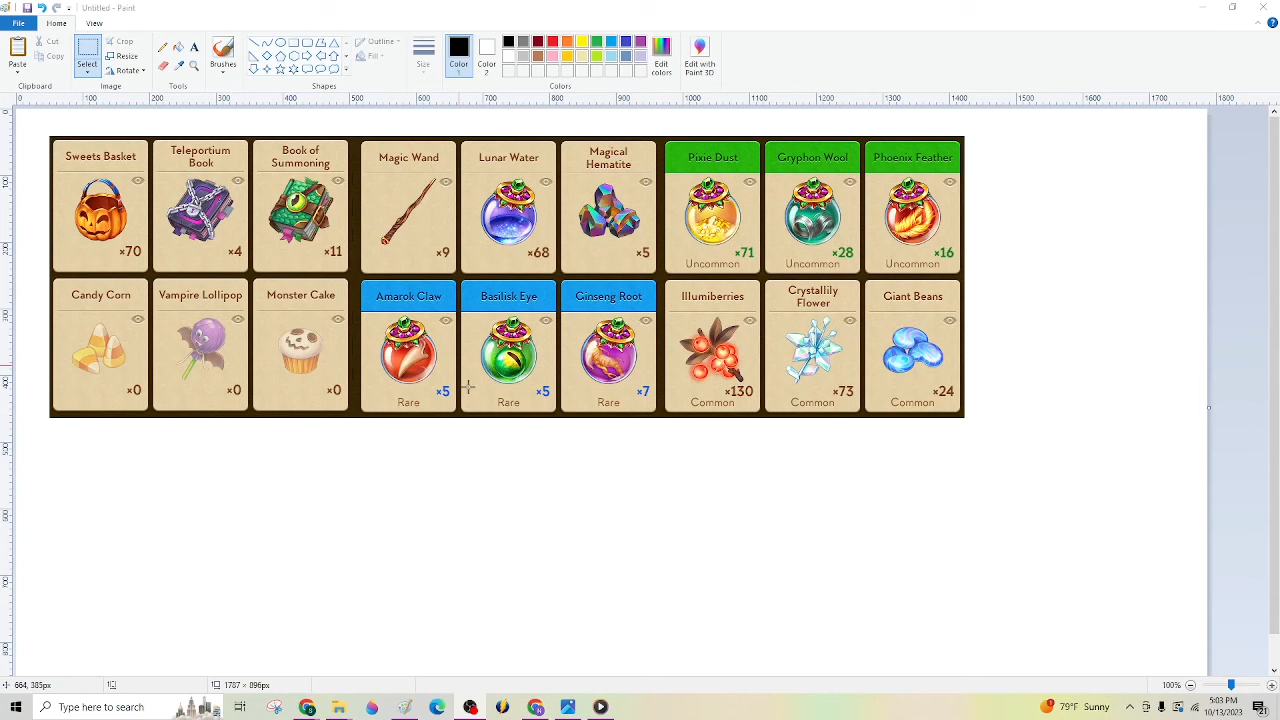 Untitled - Paint
File Home View
Paste
Cut
Copy
Clipboard
Select
Crop
Resize
Rotate
Image
A
Tools
Brushes
Outline
Fill
Shapes
Size
Color 1
Color 2
Edit colors
Colors
Edit with Paint 3D
0 100 200 300 400 500 600 700 800 900 1000 1100 1200 1300 1400 1500 1600 1700 1800
Sweets Basket
×70
Teleportium Book
×4
Book of Summoning
×11
Magic Wand
×9
Lunar Water
×68
Magical Hematite
×5
Pixie Dust
×71
Uncommon
Gryphon Wool
×28
Uncommon
Phoenix Feather
×16
Uncommon
Candy Corn
×0
Vampire Lollipop
×0
Monster Cake
×0
Amarok Claw
×5
Rare
Basilisk Eye
×5
Rare
Ginseng Root
×7
Rare
Illumiberries
×130
Common
Crystallily Flower
×73
Common
Giant Beans
×24
Common
664, 385px
1787 × 896px
100%
Type here to search
79°F Sunny
5:03 PM
10/13/2023